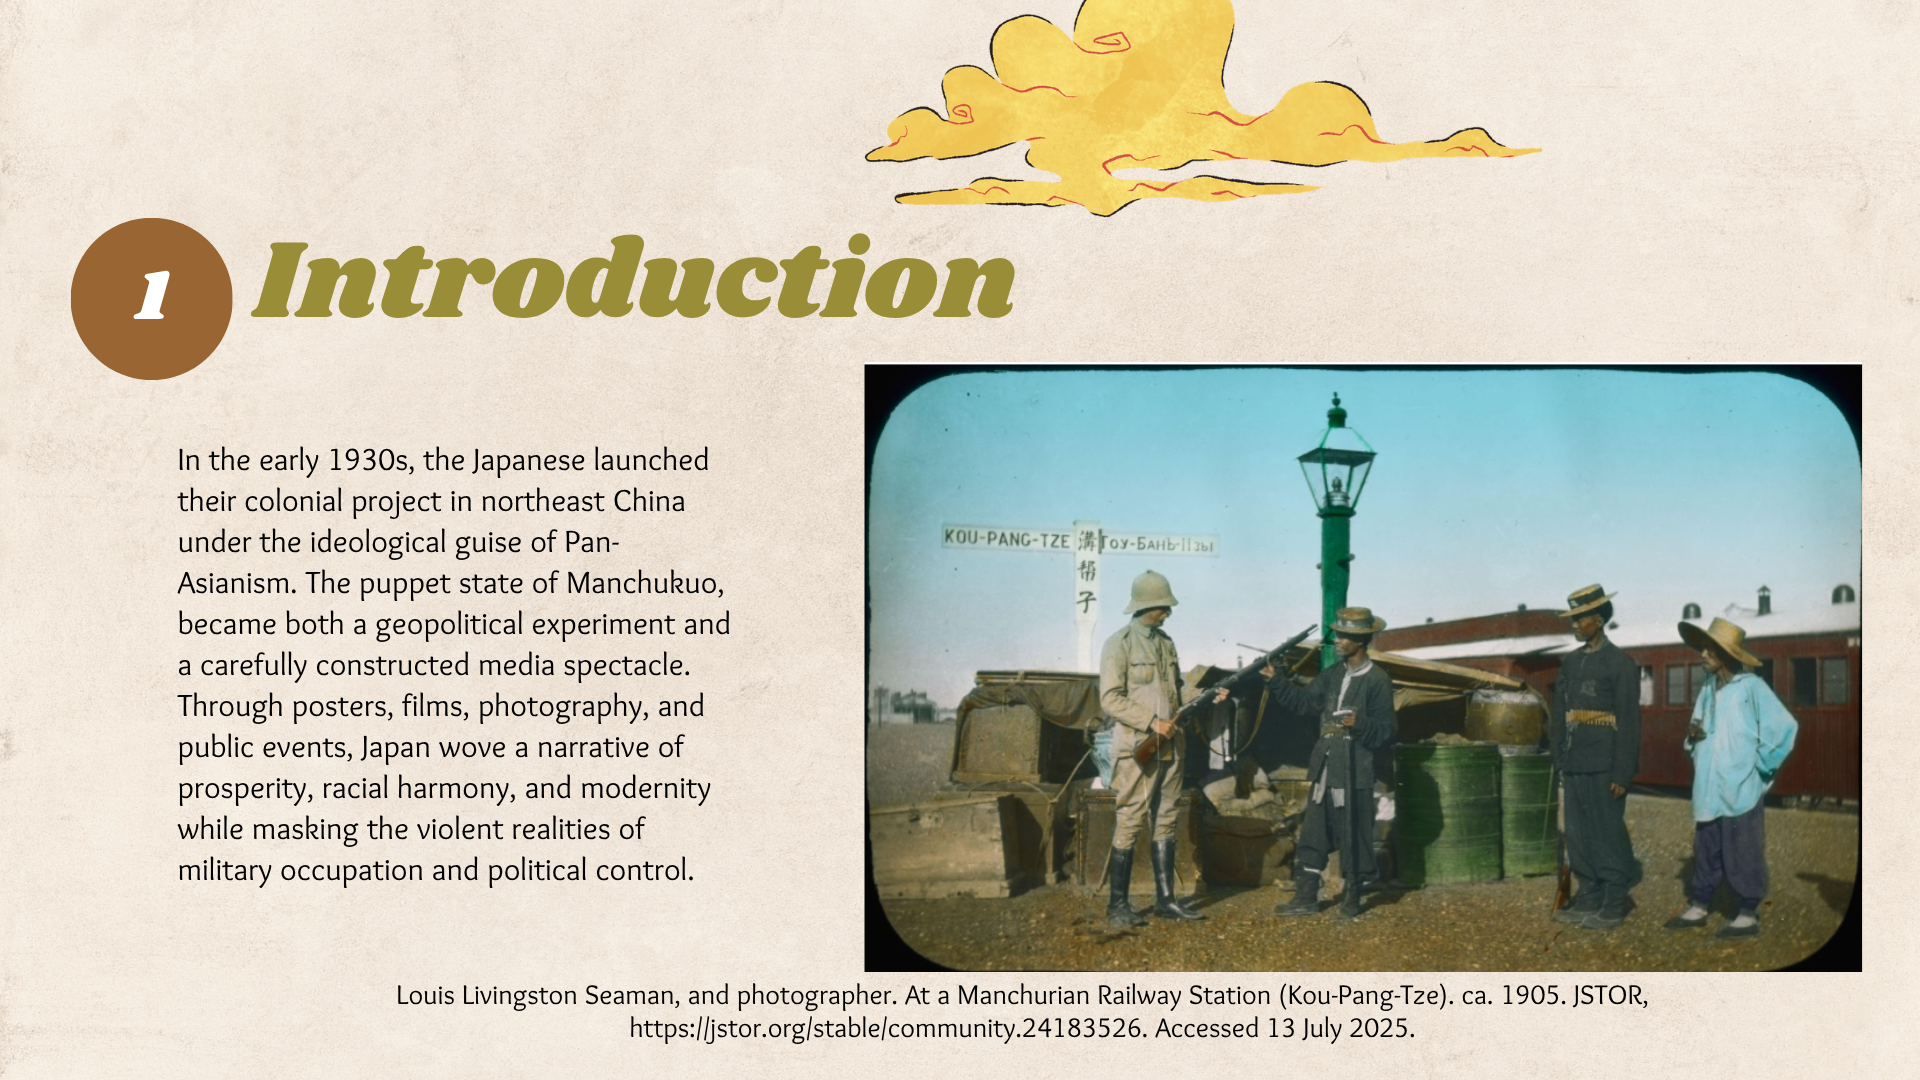 1
Introduction
In the early 1930s, the Japanese launched
their colonial project in northeast China
under the ideological guise of Pan-
Asianism. The puppet state of Manchukuo,
became both a geopolitical experiment and
a carefully constructed media spectacle.
Through posters, films, photography, and
public events, Japan wove a narrative of
prosperity, racial harmony, and modernity
while masking the violent realities of
military occupation and political control.
KOU-PANG-TZE
溝
幇
子
Гоу-БАНЬ-Цзы
Louis Livingston Seaman, and photographer. At a Manchurian Railway Station (Kou-Pang-Tze). ca. 1905. JSTOR,
https://jstor.org/stable/community.24183526. Accessed 13 July 2025.